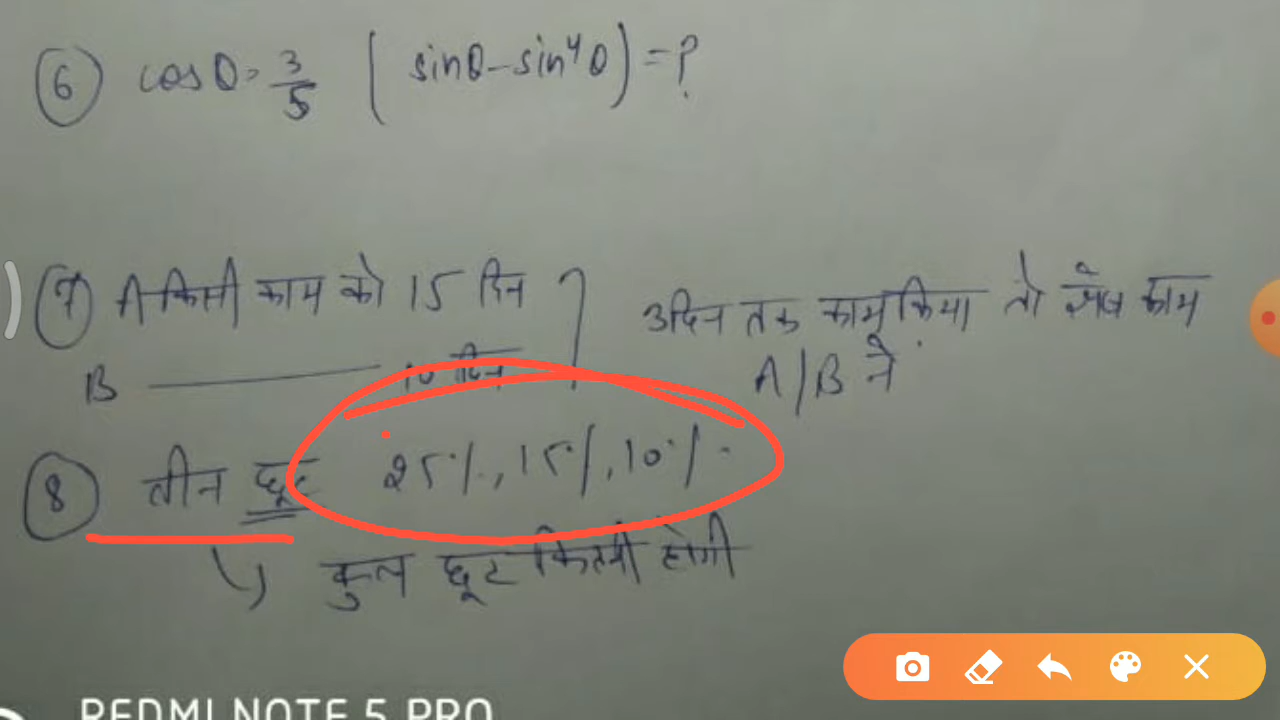 6 cosθ = 3/5 ( sinθ - sin⁴θ ) = ?
7 A किसी काम को 15 दिन
B ——— 10 दिन
3 दिन तक काम किया तो शेष काम
A/B ने
8 तीन छूट 25%, 15%, 10%
↳ कुल छूट कितनी होगी
REDMI NOTE 5 PRO